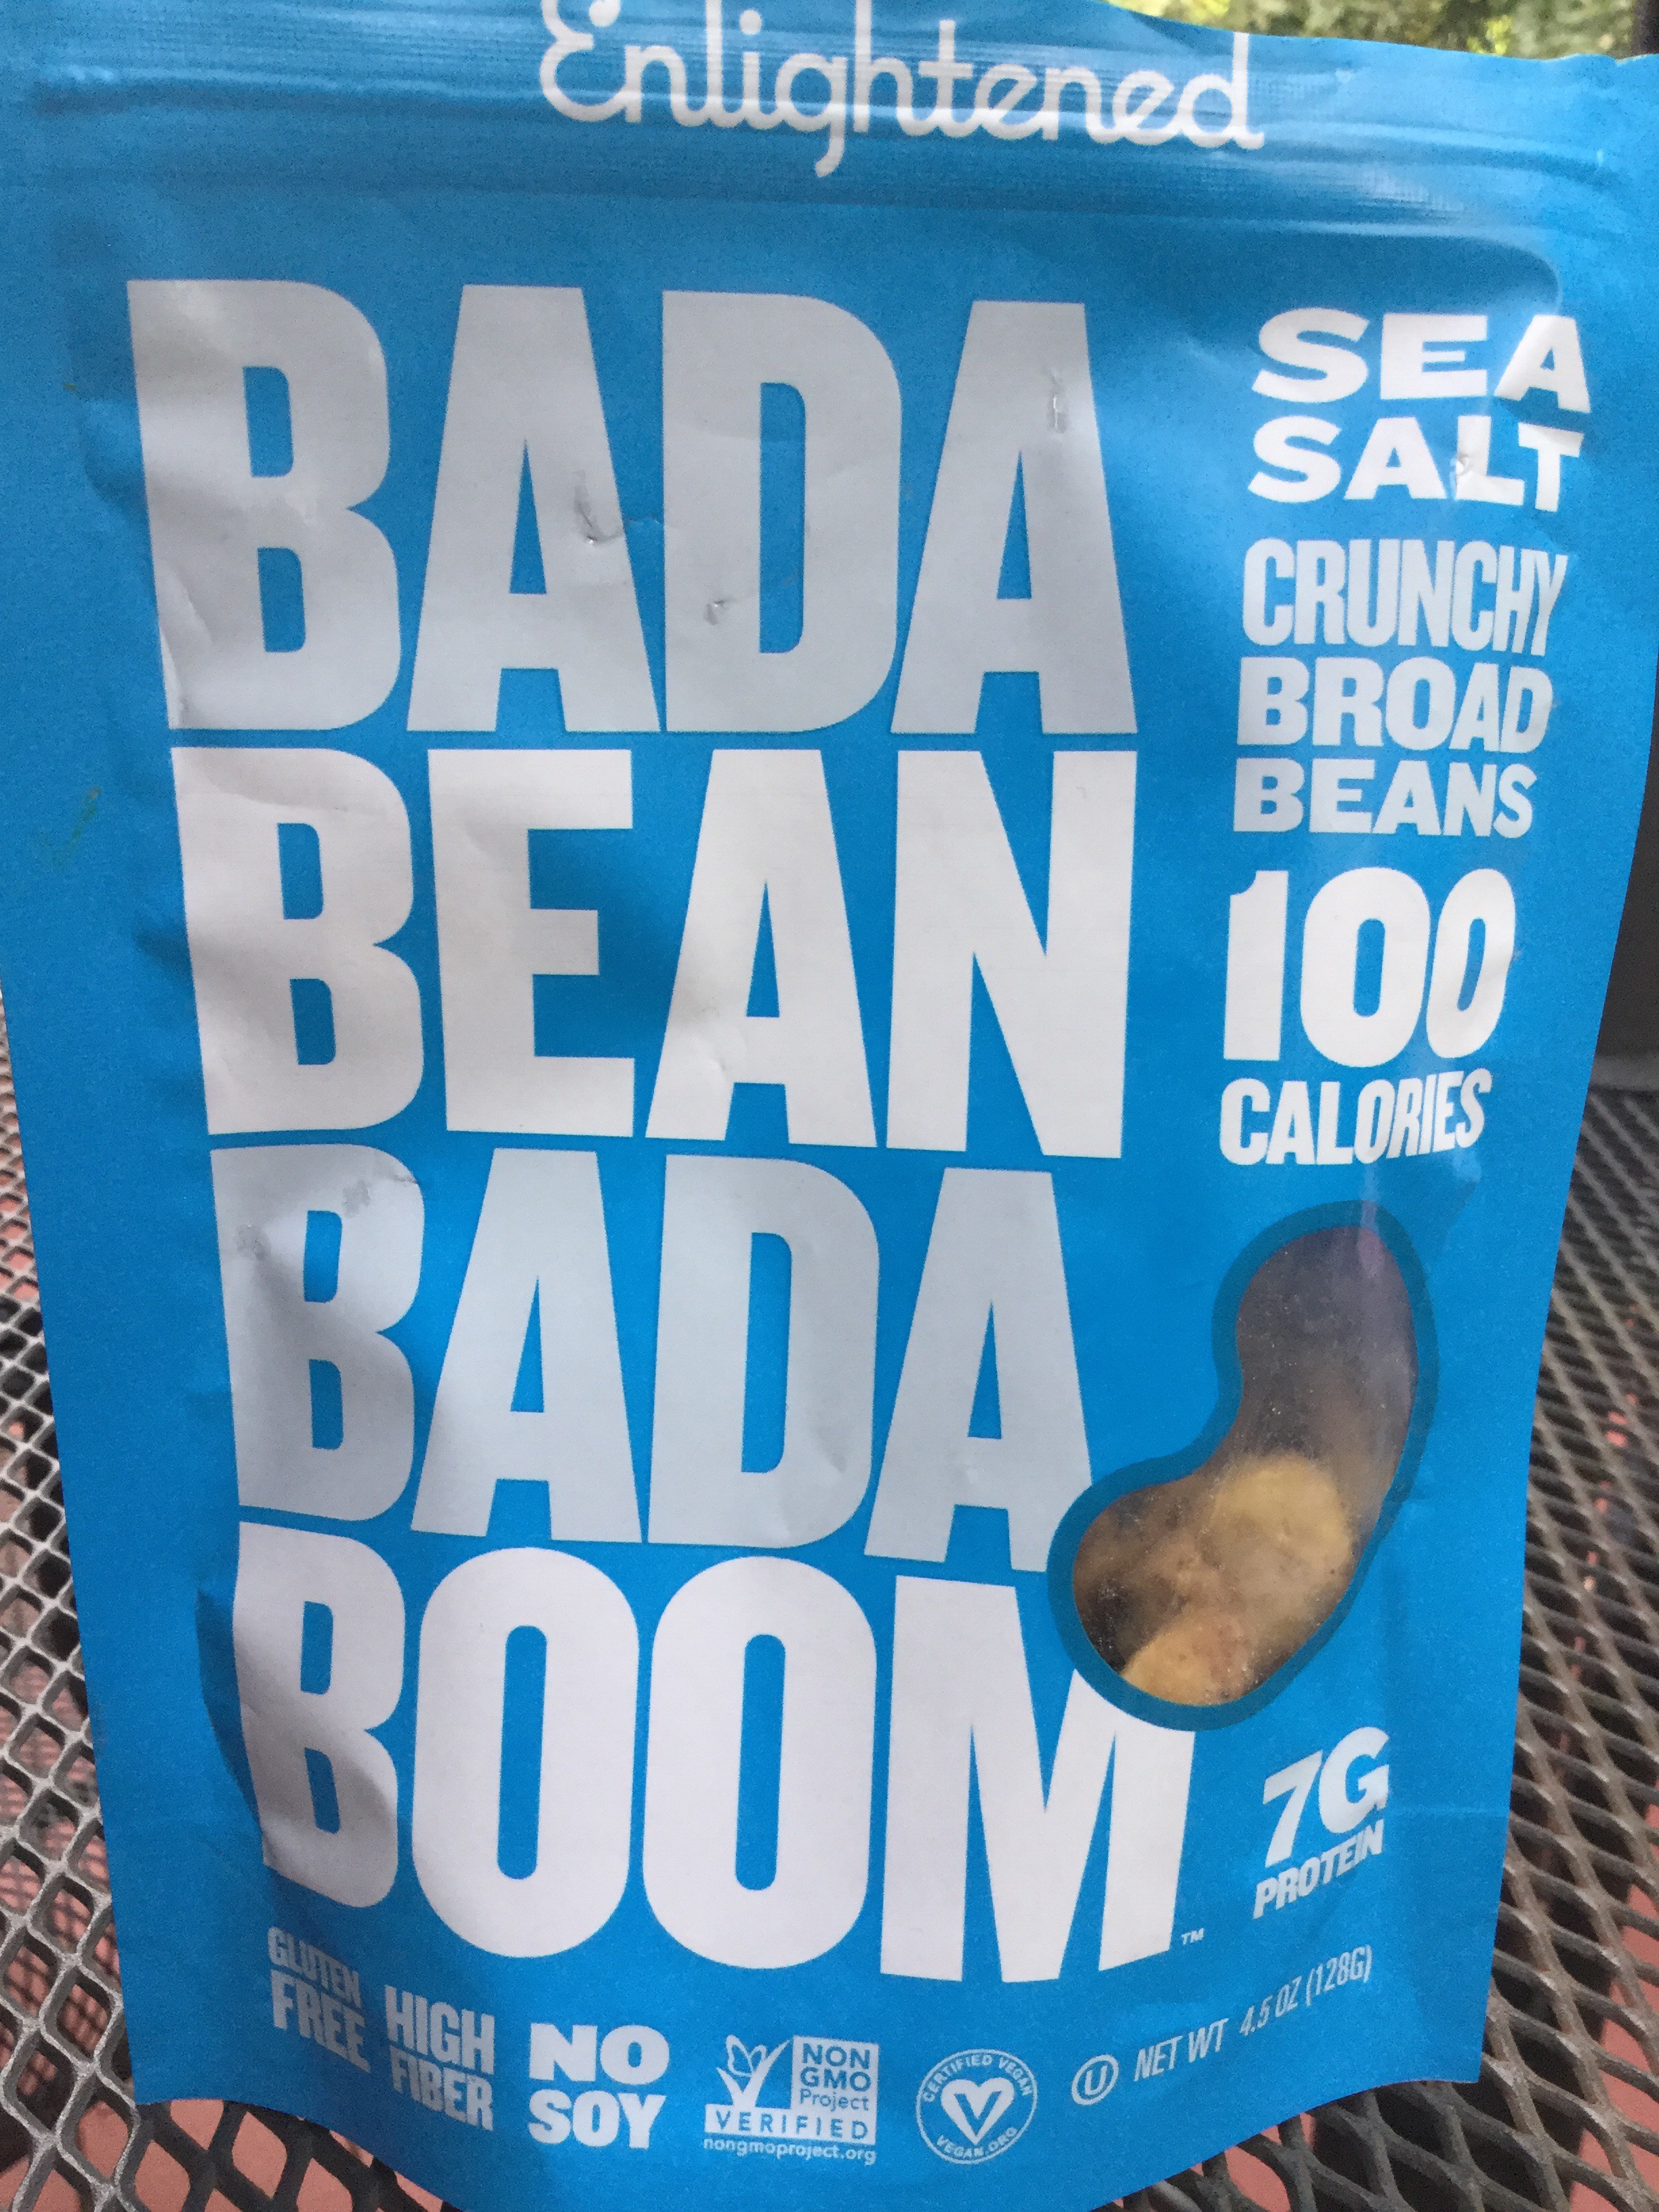 Enlightened
BADA
BEAN
BADA
BOOM
™
SEA
SALT
CRUNCHY
BROAD
BEANS
100
CALORIES
7G
PROTEIN
GLUTEN
FREE
HIGH
FIBER
NO
SOY
NON
GMO
Project
VERIFIED
nongmoproject.org
CERTIFIED VEGAN
V
VEGAN.ORG
U
NET WT 4.5 OZ (128G)